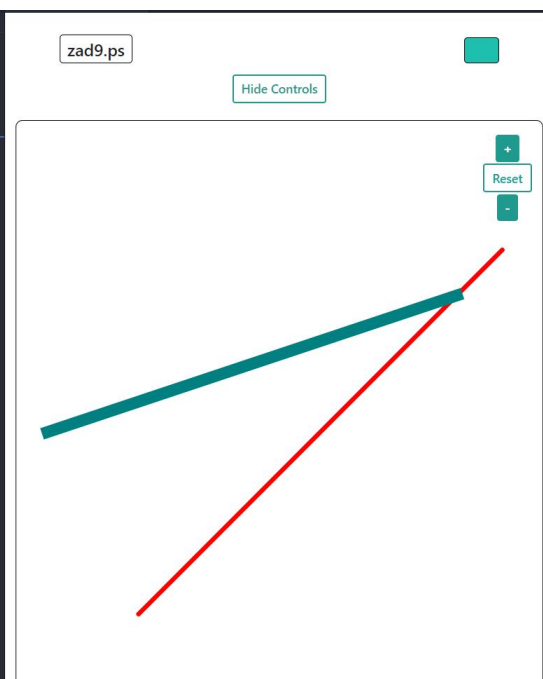 zad9.ps
Hide Controls
+
Reset
-